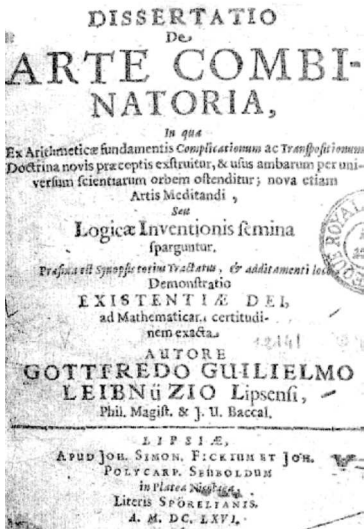 DISSERTATIO
De
ARTE COMBI-
NATORIA,
In qua
Ex Arithmeticæ fundamentis Complicationum ac Transpositionum
Doctrina novis præceptis exstruitur, & usus ambarum per uni-
versum scientiarum orbem ostenditur; nova etiam
Artis Meditandi,
Seu
Logicæ Inventionis semina
sparguntur.
Præfixa est Synopsis totius Tractatus, & additamenti loco
Demonstratio
EXISTENTIÆ DEI,
ad Mathematicam certitudi-
nem exacta.
AUTORE
GOTTFREDO GUILIELMO
LEIBNüZIO Lipsensi,
Phil. Magist. & J. U. Baccal.
LIPSIÆ,
APUD JOH. SIMON. FICKIUM ET JOH.
POLYCARP. SEUBOLDUM
in Platea
Literis SPÖRELIANIS.
A. M. DC. LXVI.